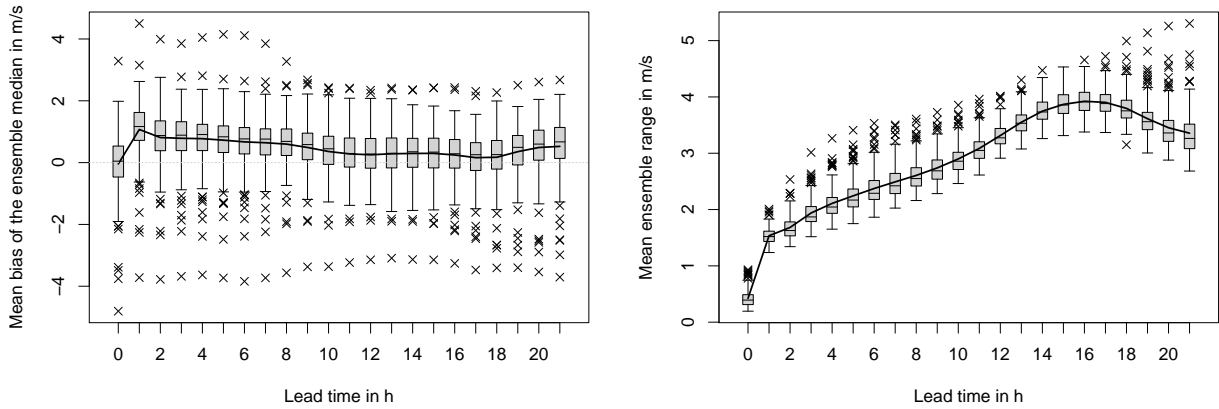 Mean bias of the ensemble median in m/s
4
2
0
−2
−4
0 2 4 6 8 10 12 14 16 18 20
Lead time in h
Mean ensemble range in m/s
5
4
3
2
1
0
0 2 4 6 8 10 12 14 16 18 20
Lead time in h